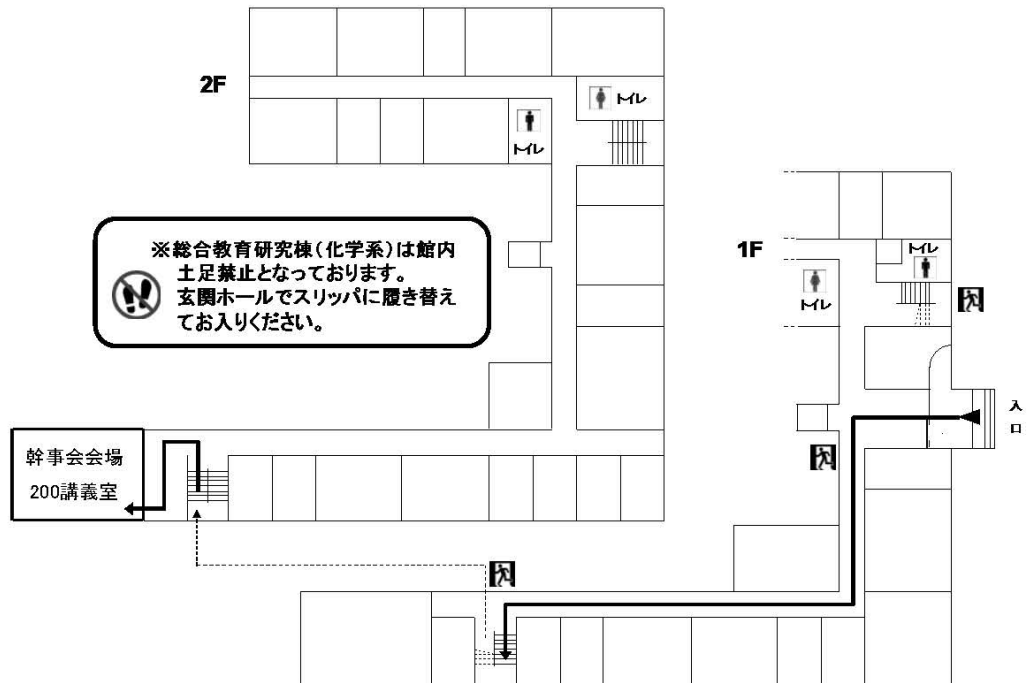 2F
トイレ
トイレ
※総合教育研究棟(化学系)は館内
土足禁止となっております。
玄関ホールでスリッパに履き替え
てお入りください。
1F
トイレ
トイレ
入
口
幹事会会場
200講義室